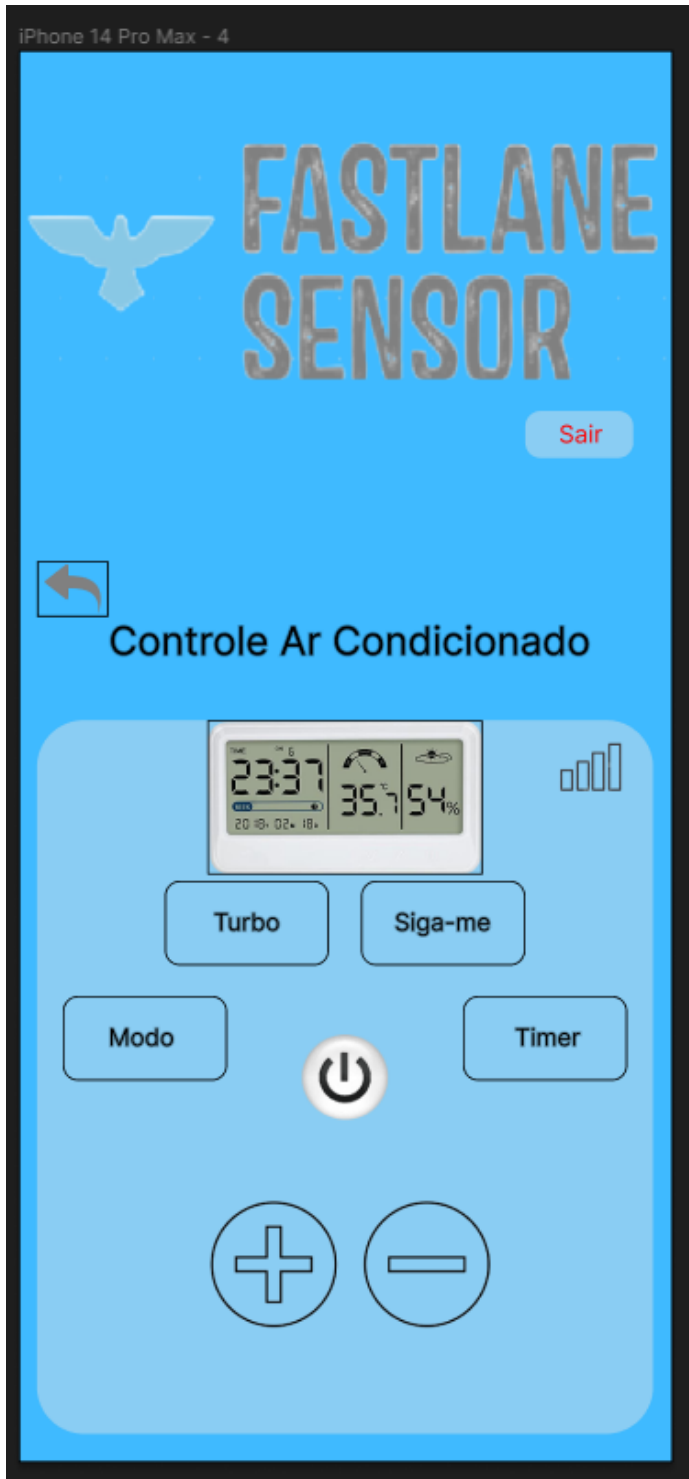 iPhone 14 Pro Max - 4
FASTLANE
SENSOR
Sair
Controle Ar Condicionado
TIME
23:37
35.7 °C
54%
2018 02 18
Turbo
Siga-me
Modo
Timer